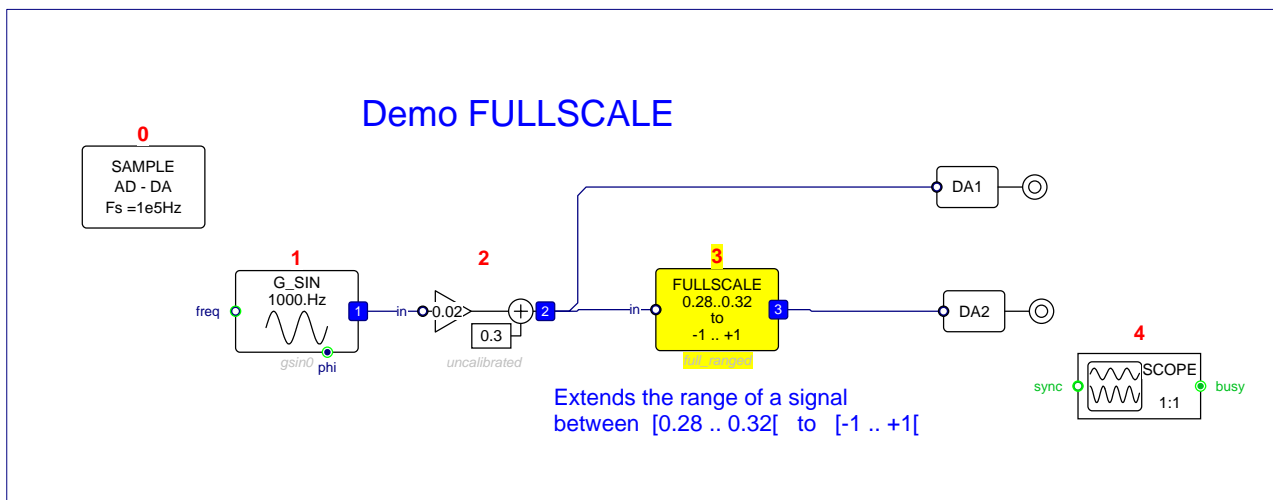 Demo FULLSCALE
0
SAMPLE
AD - DA
Fs =1e5Hz
DA1
1
G_SIN
1000.Hz
freq
1
gsin0
phi
2
in
0.02
0.3
2
uncalibrated
3
FULLSCALE
0.28..0.32
to
-1 .. +1
in
3
full_ranged
DA2
4
SCOPE
sync
1:1
busy
Extends the range of a signal
between [0.28 .. 0.32[ to [-1 .. +1[